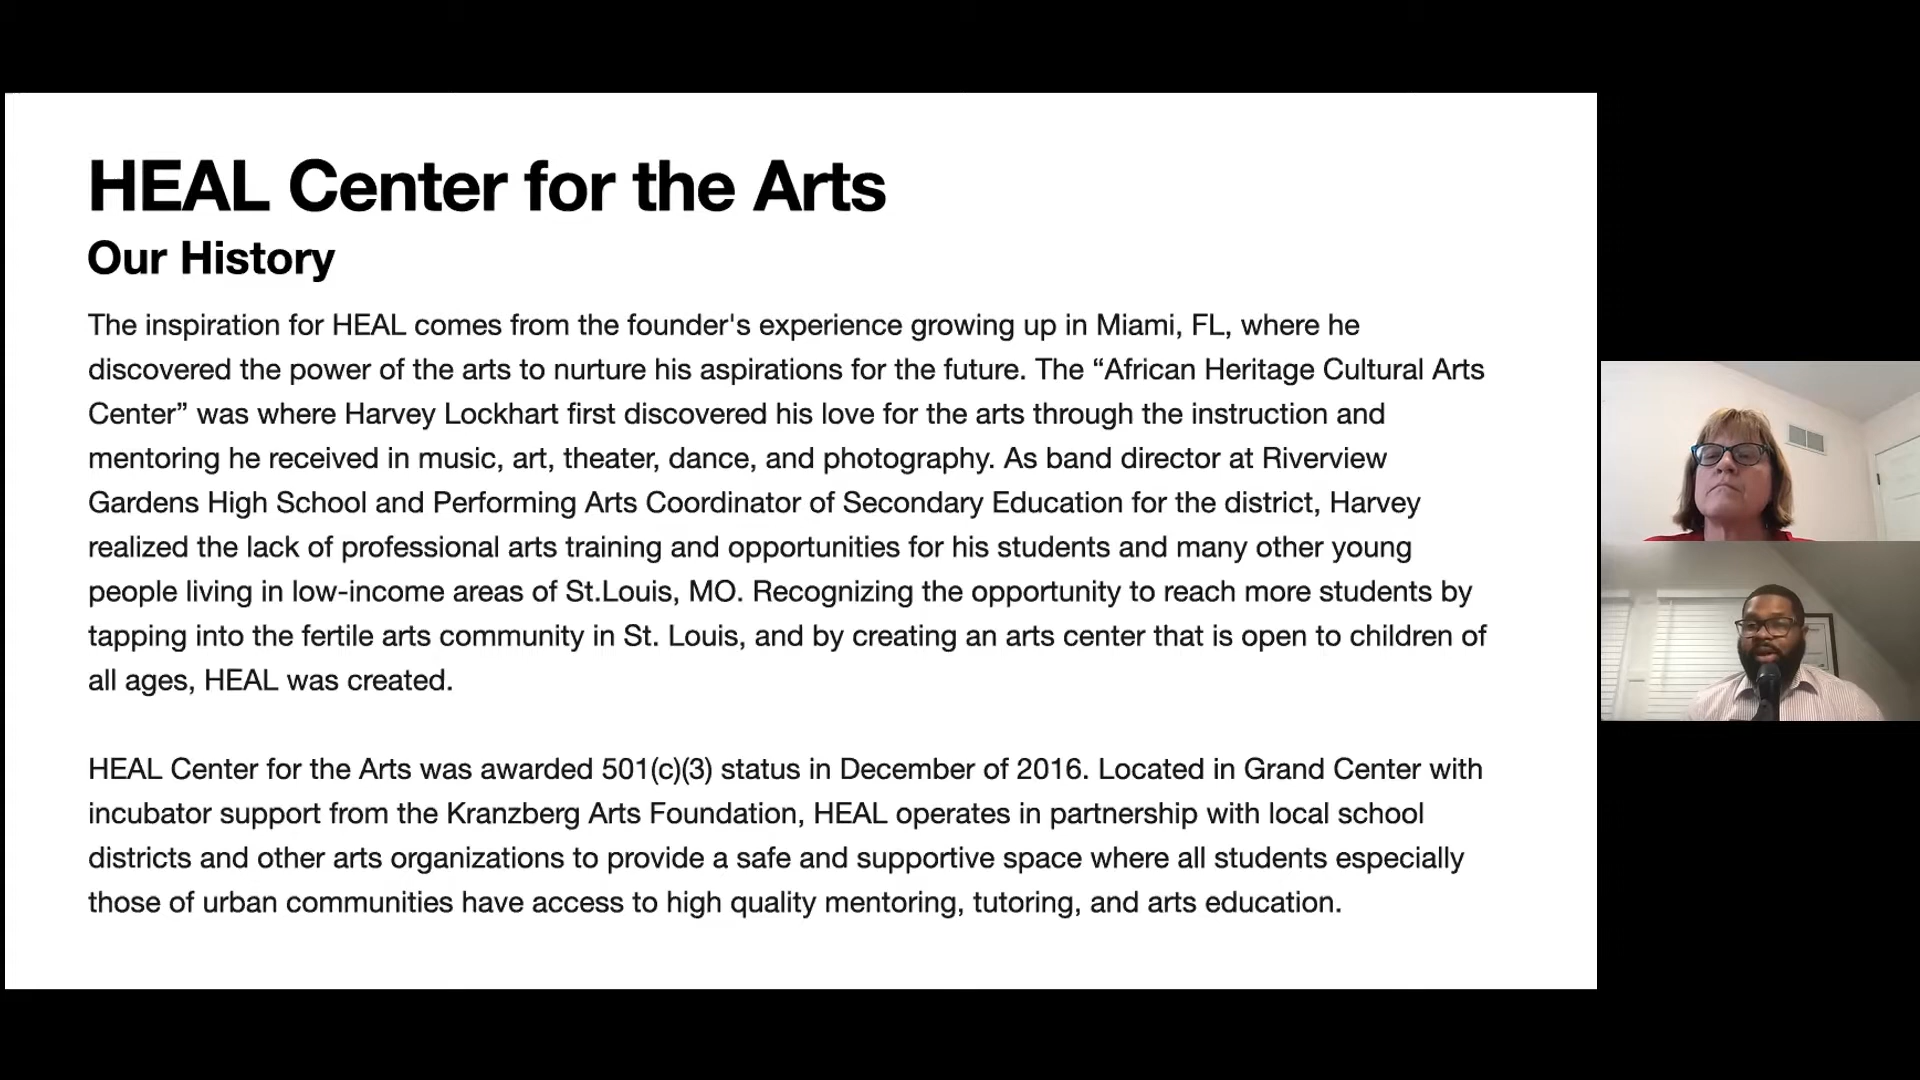 HEAL Center for the Arts
Our History
The inspiration for HEAL comes from the founder's experience growing up in Miami, FL, where he
discovered the power of the arts to nurture his aspirations for the future. The “African Heritage Cultural Arts
Center” was where Harvey Lockhart first discovered his love for the arts through the instruction and
mentoring he received in music, art, theater, dance, and photography. As band director at Riverview
Gardens High School and Performing Arts Coordinator of Secondary Education for the district, Harvey
realized the lack of professional arts training and opportunities for his students and many other young
people living in low-income areas of St.Louis, MO. Recognizing the opportunity to reach more students by
tapping into the fertile arts community in St. Louis, and by creating an arts center that is open to children of
all ages, HEAL was created.
HEAL Center for the Arts was awarded 501(c)(3) status in December of 2016. Located in Grand Center with
incubator support from the Kranzberg Arts Foundation, HEAL operates in partnership with local school
districts and other arts organizations to provide a safe and supportive space where all students especially
those of urban communities have access to high quality mentoring, tutoring, and arts education.